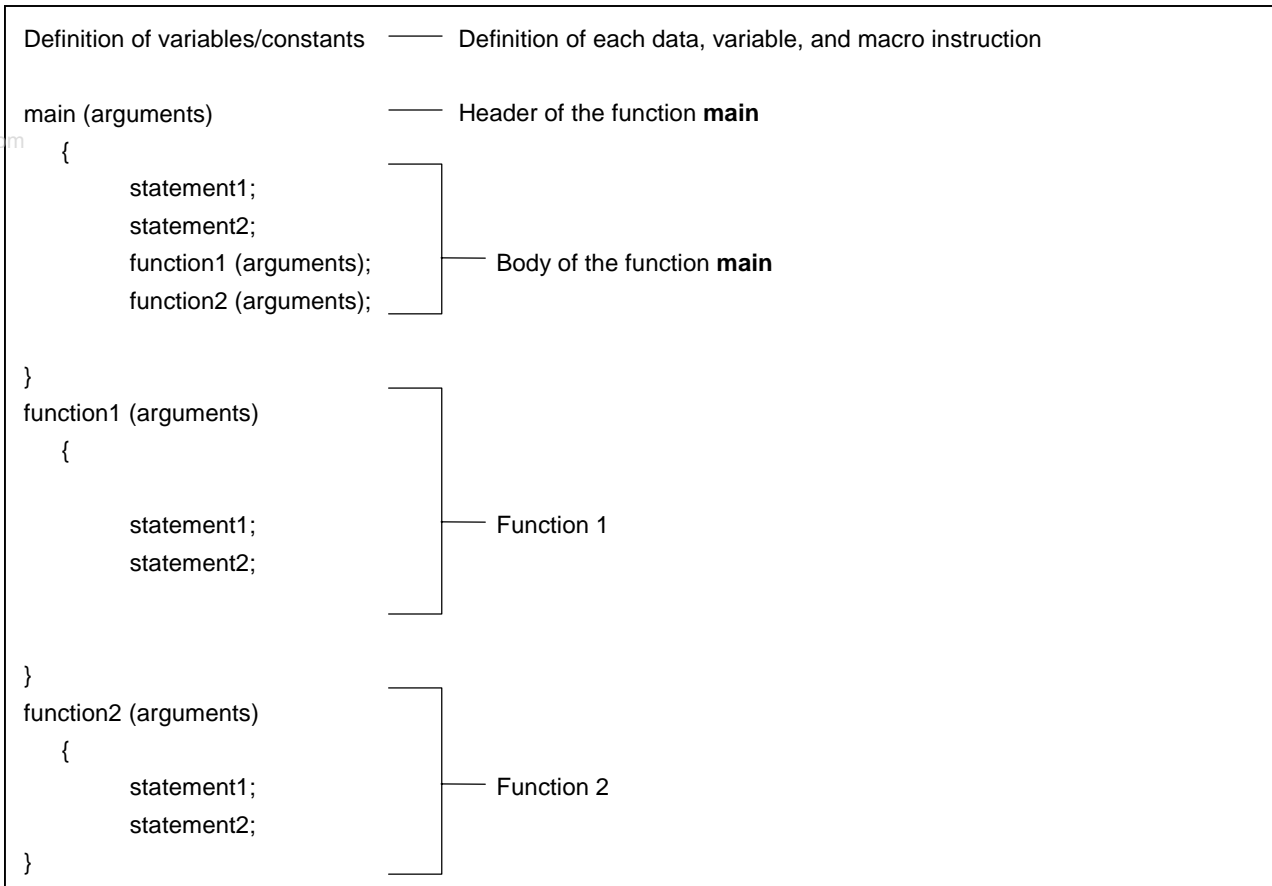 Definition of variables/constants Definition of each data, variable, and macro instruction
main (arguments) Header of the function main
om
{
statement1;
statement2;
function1 (arguments); Body of the function main
function2 (arguments);
}
function1 (arguments)
{
statement1; Function 1
statement2;
}
function2 (arguments)
{
statement1; Function 2
statement2;
}